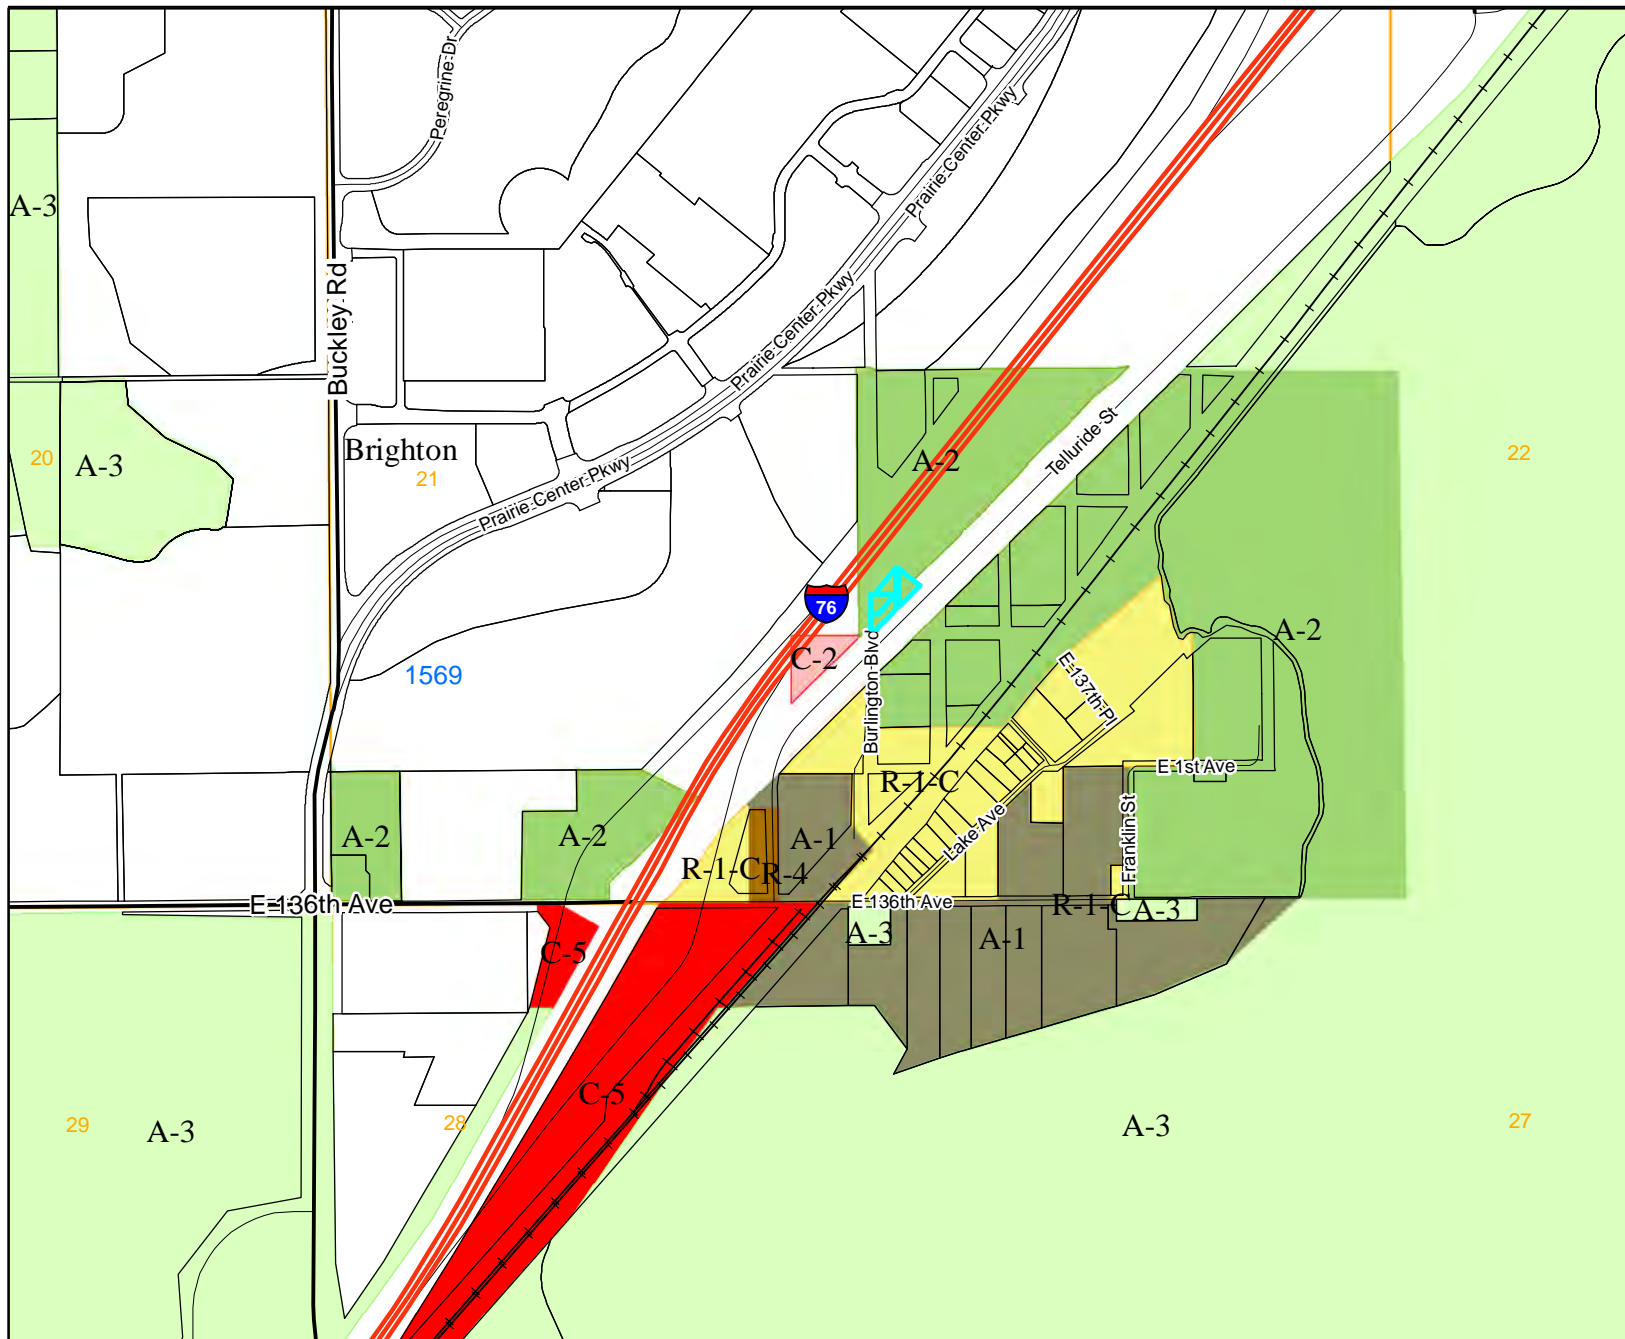 Peregrine Dr
Prairie Center Pkwy
A-3
Prairie Center Pkwy
Buckley Rd
Prairie Center Pkwy
Telluride St
Brighton
20
A-3
21
A-2
22
Prairie Center Pkwy
76
A-2
C-2
1569
Burlington Blvd
E 137th Pl
E 1st Ave
R-1-C
A-2
A-2
A-1
Lake Ave
Franklin St
R-1-C
R-4
E 136th Ave
E 136th Ave
R-1-C
A-3
A-3
A-1
C-5
C-5
29
A-3
28
A-3
27